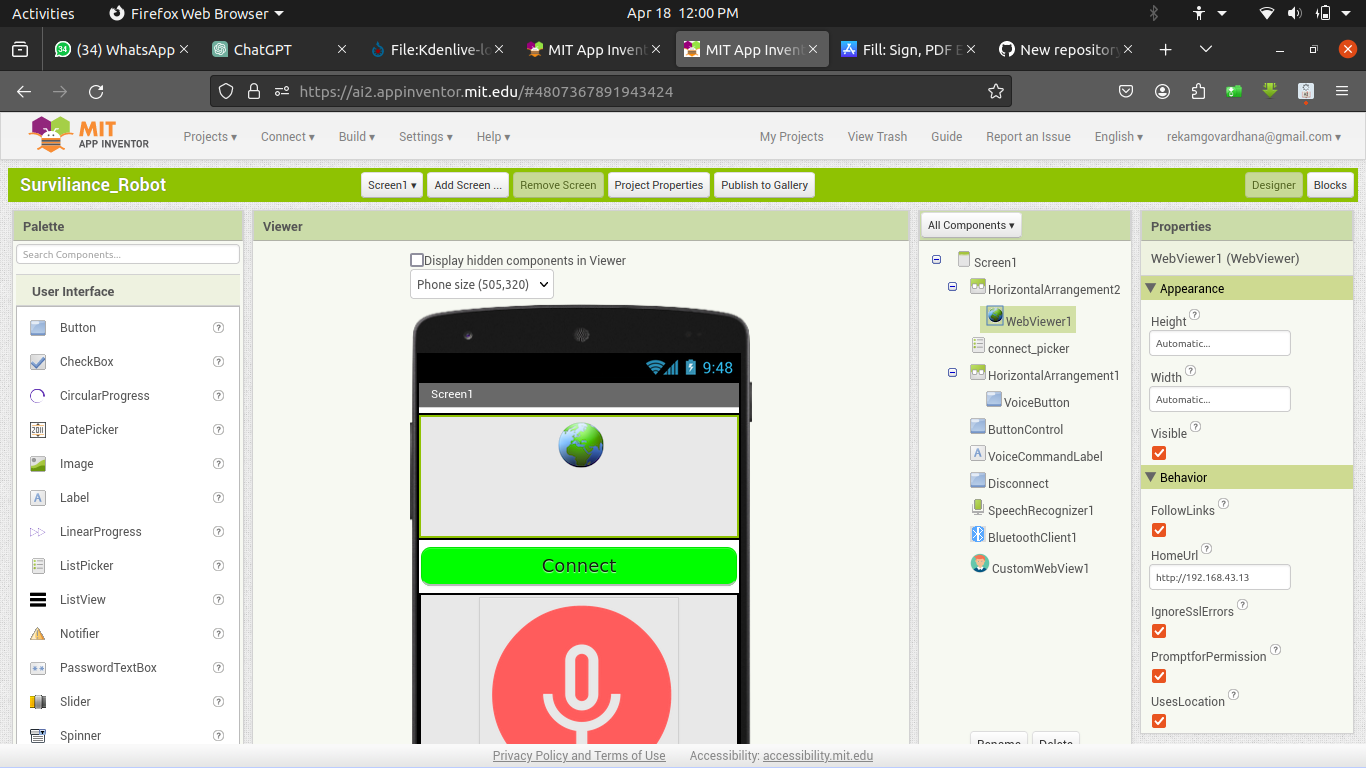 Activities
Firefox Web Browser
Apr 18 12:00 PM
34
(34) WhatsApp
ChatGPT
File:Kdenlive-lo
MIT App Invent
MIT App Invent
Fill: Sign, PDF E
New repository
https://ai2.appinventor.mit.edu/#4807367891943424
MIT
APP INVENTOR
Projects ▾
Connect ▾
Build ▾
Settings ▾
Help ▾
My Projects
View Trash
Guide
Report an Issue
English ▾
rekamgovardhana@gmail.com ▾
Surviliance_Robot
Screen1 ▾
Add Screen ...
Remove Screen
Project Properties
Publish to Gallery
Designer
Blocks
Palette
Search Components...
User Interface
Button
CheckBox
CircularProgress
DatePicker
Image
Label
LinearProgress
ListPicker
ListView
Notifier
PasswordTextBox
Slider
Spinner
Viewer
Display hidden components in Viewer
Phone size (505,320)
9:48
Screen1
Connect
All Components ▾
Screen1
HorizontalArrangement2
WebViewer1
connect_picker
HorizontalArrangement1
VoiceButton
ButtonControl
VoiceCommandLabel
Disconnect
SpeechRecognizer1
BluetoothClient1
CustomWebView1
Rename
Delete
Properties
WebViewer1 (WebViewer)
Appearance
Height
Automatic...
Width
Automatic...
Visible
Behavior
FollowLinks
HomeUrl
http://192.168.43.13
IgnoreSslErrors
PromptforPermission
UsesLocation
Privacy Policy and Terms of Use
Accessibility: accessibility.mit.edu